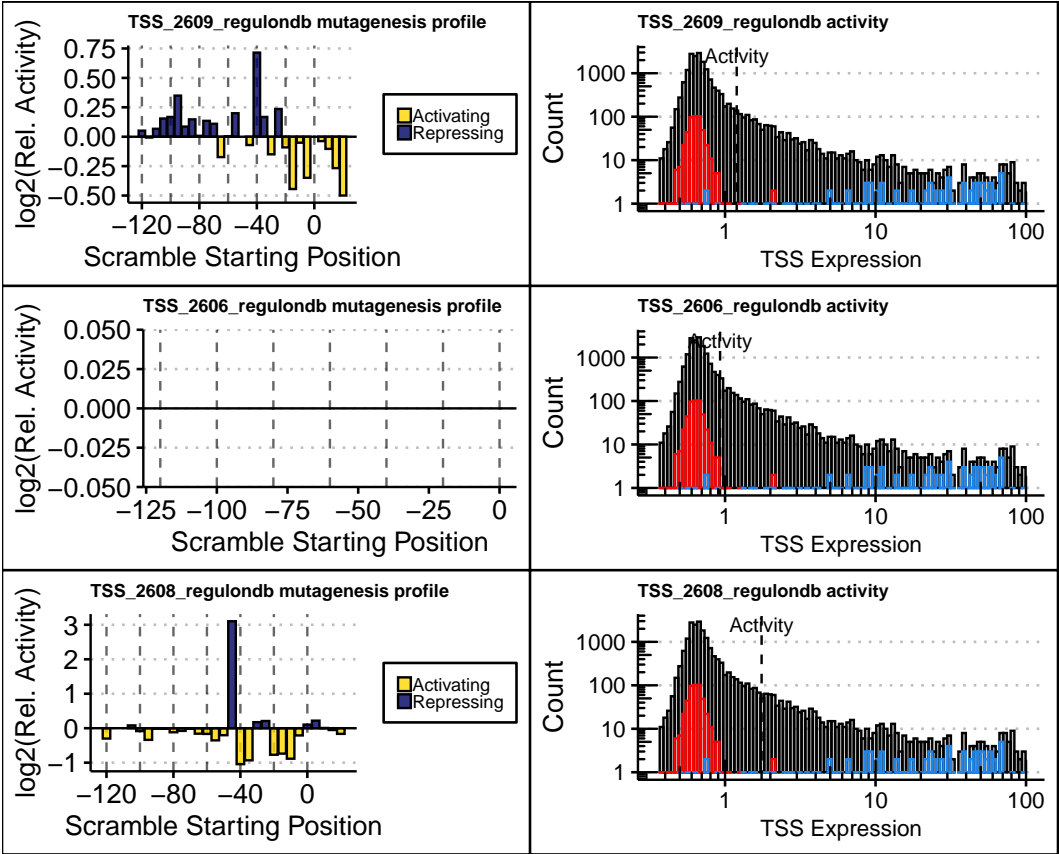 TSS_2609_regulondb mutagenesis profile
log2(Rel. Activity)
0.75
0.50
0.25
0.00
−0.25
−0.50
−120
−80
−40
0
Scramble Starting Position
Activating
Repressing
TSS_2609_regulondb activity
Activity
Count
1000
100
10
1
1
10
100
TSS Expression
TSS_2606_regulondb mutagenesis profile
log2(Rel. Activity)
0.050
0.025
0.000
−0.025
−0.050
−125
−100
−75
−50
−25
0
Scramble Starting Position
TSS_2606_regulondb activity
Activity
Count
1000
100
10
1
1
10
100
TSS Expression
TSS_2608_regulondb mutagenesis profile
log2(Rel. Activity)
3
2
1
0
−1
−120
−80
−40
0
Scramble Starting Position
Activating
Repressing
TSS_2608_regulondb activity
Activity
Count
1000
100
10
1
1
10
100
TSS Expression